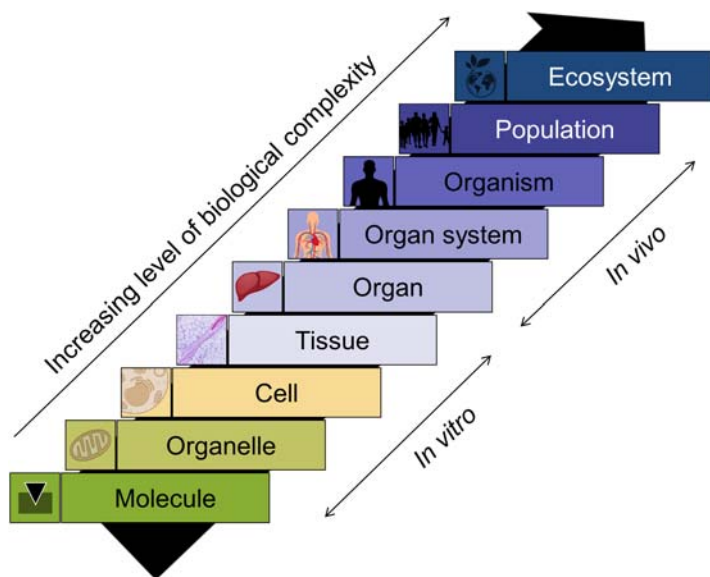 Increasing level of biological complexity
Ecosystem
Population
Organism
Organ system
Organ
Tissue
Cell
Organelle
Molecule
In vivo
In vitro